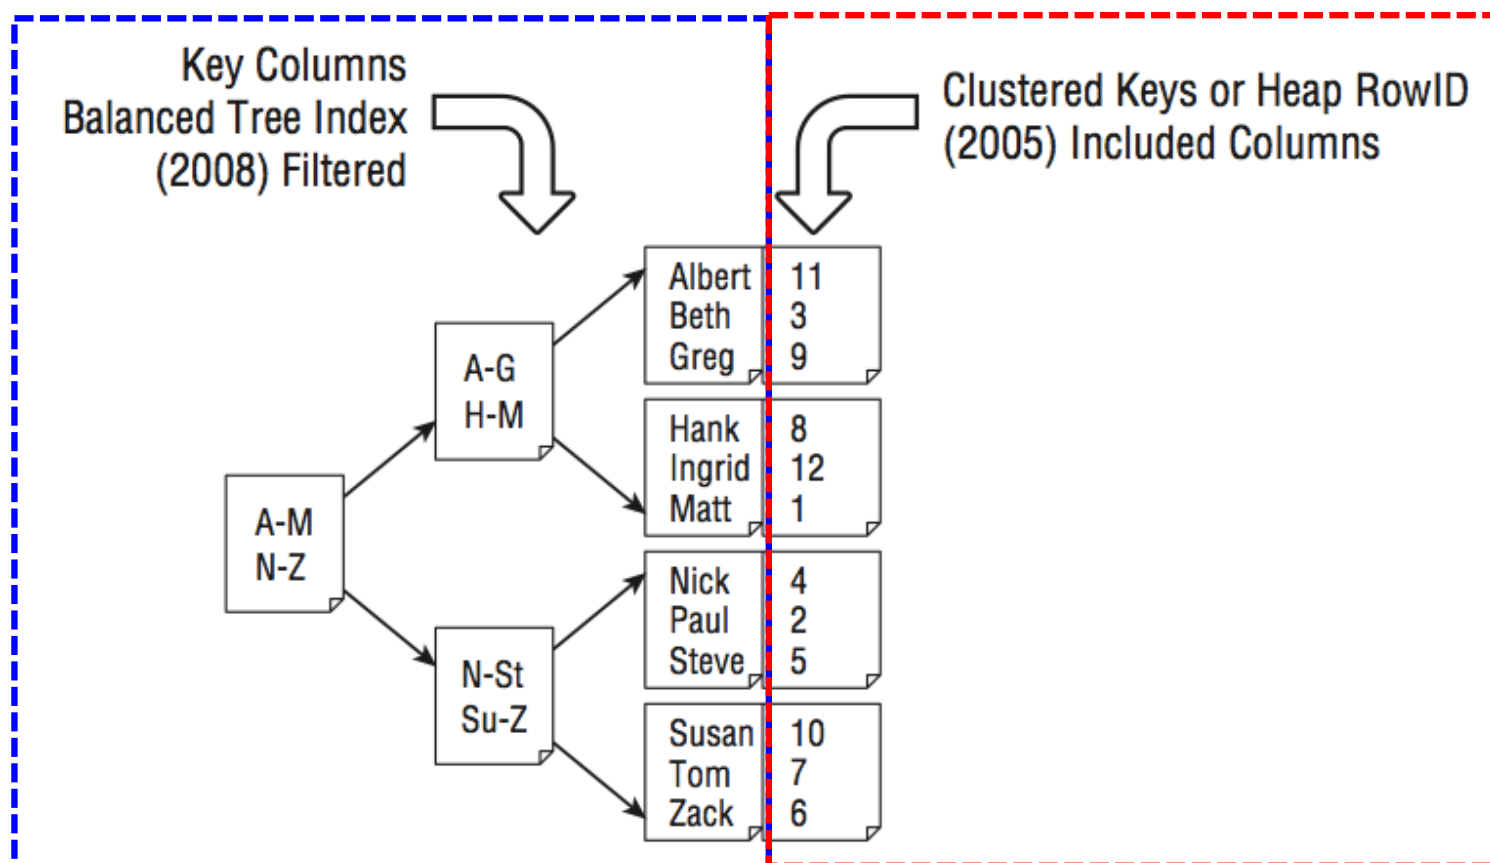 Key Columns
Balanced Tree Index
(2008) Filtered
Clustered Keys or Heap RowID
(2005) Included Columns
A-M
N-Z
A-G
H-M
N-St
Su-Z
Albert 11
Beth 3
Greg 9
Hank 8
Ingrid 12
Matt 1
Nick 4
Paul 2
Steve 5
Susan 10
Tom 7
Zack 6